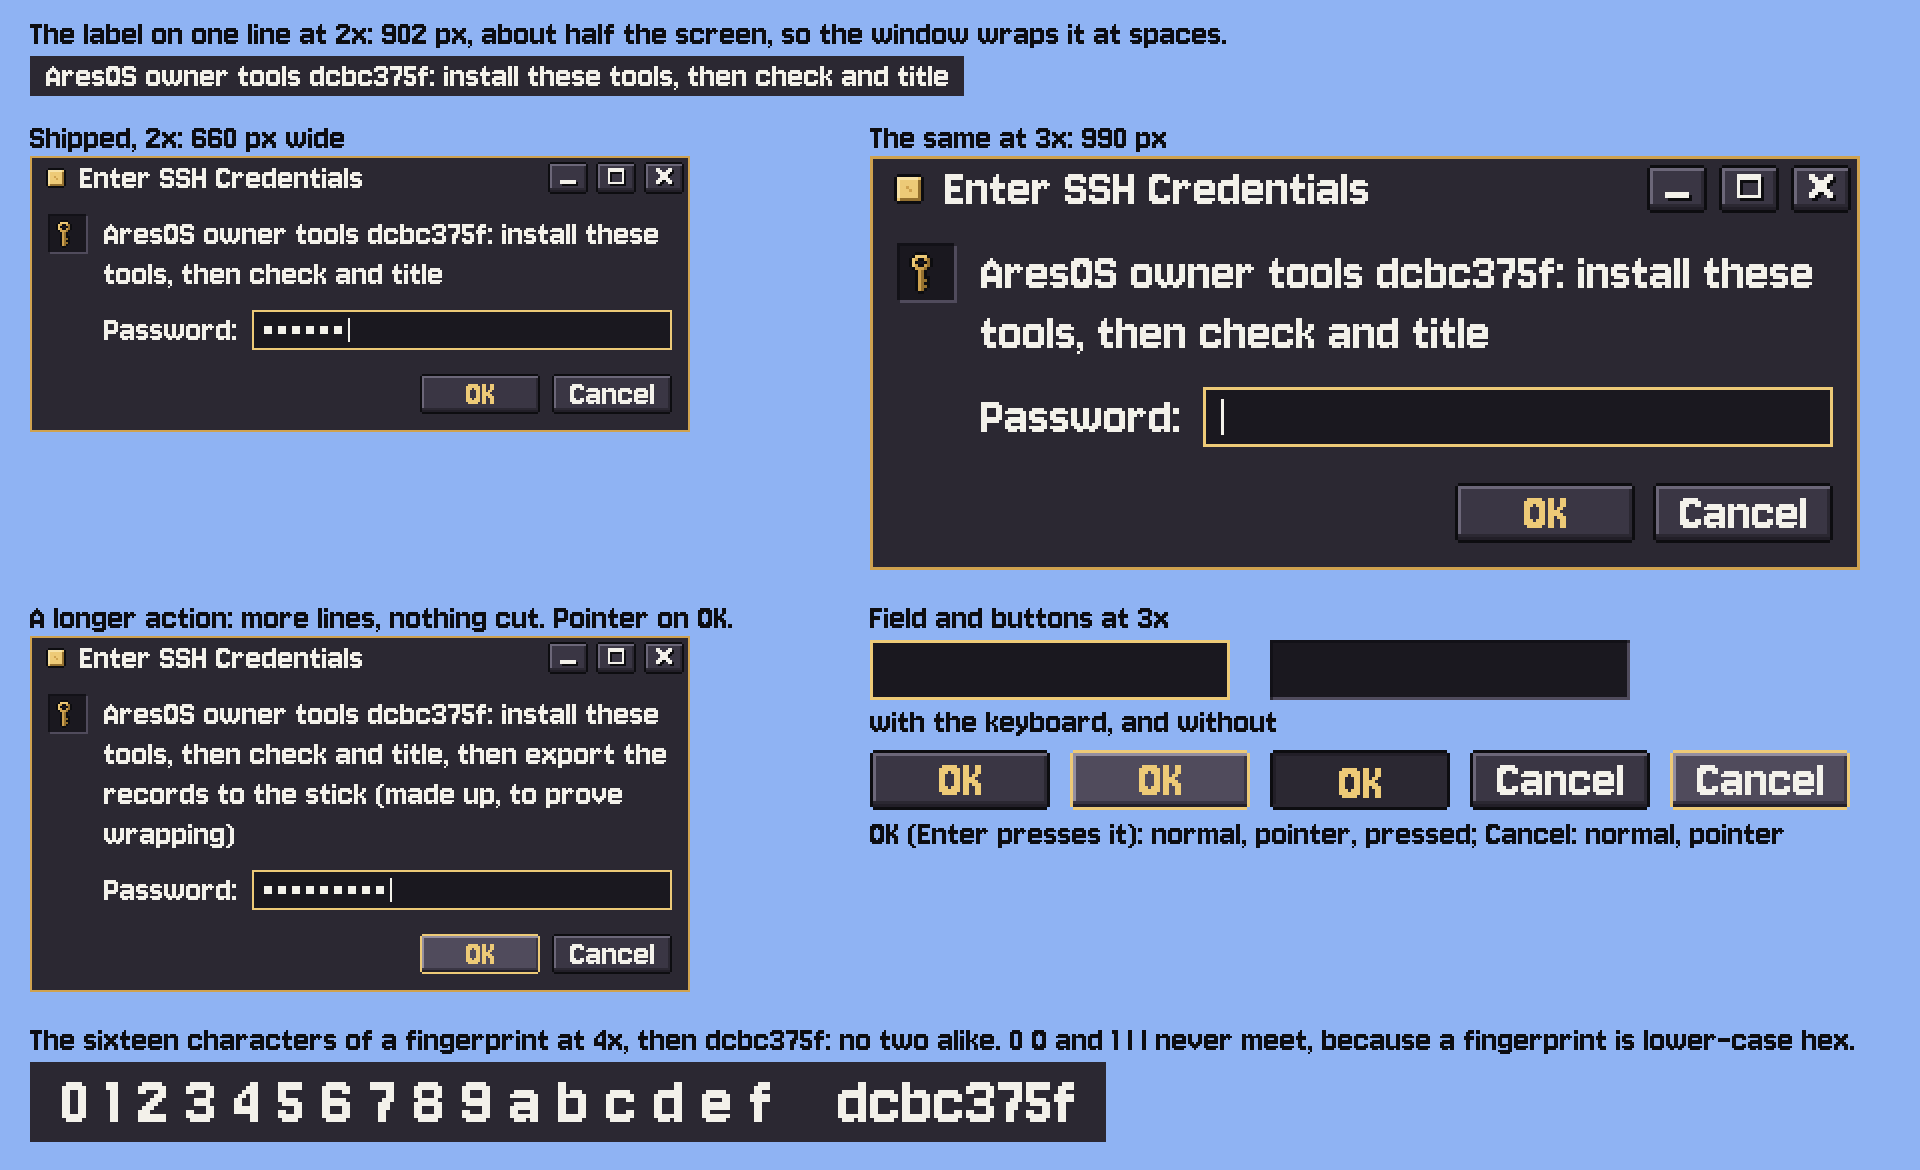 The label on one line at 2x: 902 px, about half the screen, so the window wraps it at spaces.
AresOS owner tools dcbc375f: install these tools, then check and title
Shipped, 2x: 660 px wide
Enter SSH Credentials
AresOS owner tools dcbc375f: install these
tools, then check and title
Password:
OK
Cancel
The same at 3x: 990 px
Enter SSH Credentials
AresOS owner tools dcbc375f: install these
tools, then check and title
Password:
OK
Cancel
A longer action: more lines, nothing cut. Pointer on OK.
Enter SSH Credentials
AresOS owner tools dcbc375f: install these
tools, then check and title, then export the
records to the stick (made up, to prove
wrapping)
Password:
OK
Cancel
Field and buttons at 3x
with the keyboard, and without
OK
OK
OK
Cancel
Cancel
OK (Enter presses it): normal, pointer, pressed; Cancel: normal, pointer
The sixteen characters of a fingerprint at 4x, then dcbc375f: no two alike. 0 O and 1 l I never meet, because a fingerprint is lower-case hex.
0 1 2 3 4 5 6 7 8 9 a b c d e f dcbc375f